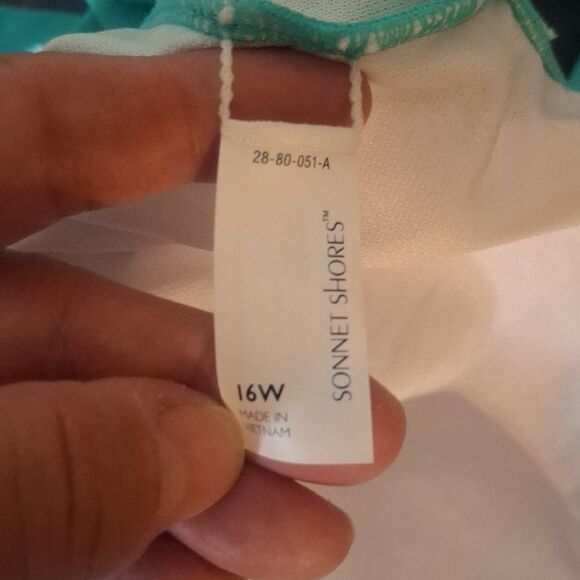 28-80-051-A
SONNET SHORES™
16W
MADE IN
VIETNAM